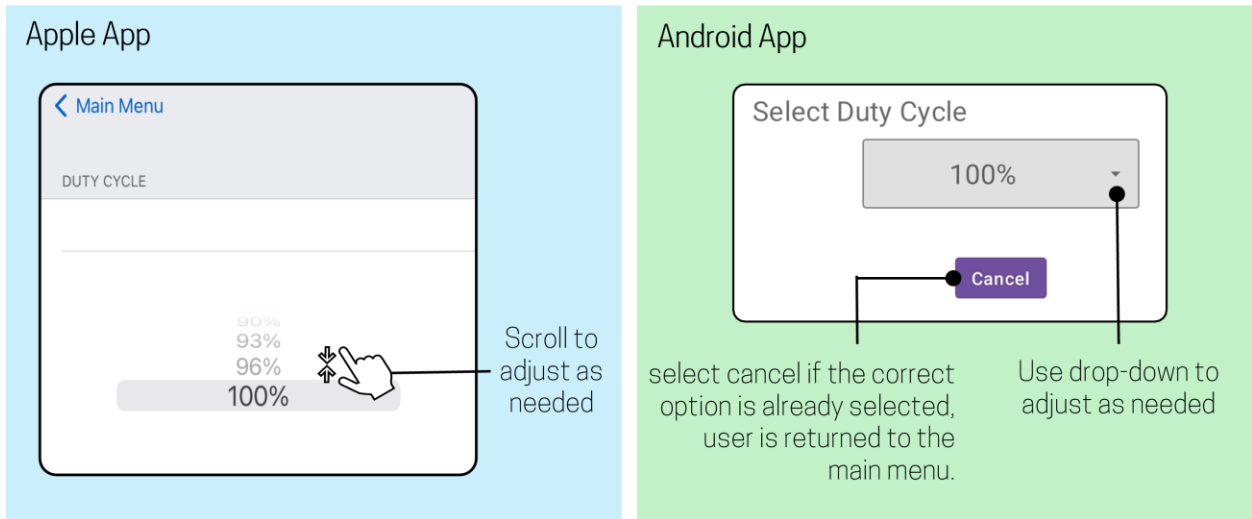 Apple App
Main Menu
DUTY CYCLE
90%
93%
96%
100%
Scroll to
adjust as
needed
Android App
Select Duty Cycle
100%
Cancel
select cancel if the correct
option is already selected,
user is returned to the
main menu.
Use drop-down to
adjust as needed